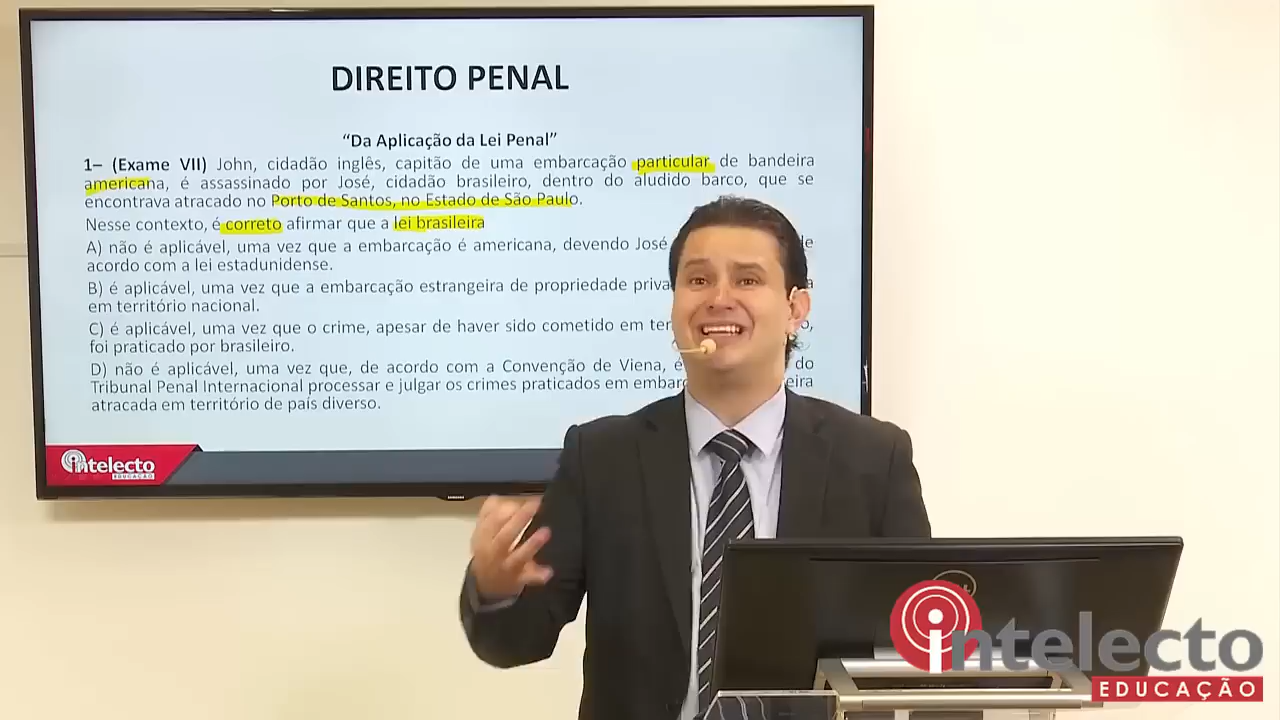 DIREITO PENAL
“Da Aplicação da Lei Penal”
1– (Exame VII) John, cidadão inglês, capitão de uma embarcação particular de bandeira
americana, é assassinado por José, cidadão brasileiro, dentro do aludido barco, que se
encontrava atracado no Porto de Santos, no Estado de São Paulo.
Nesse contexto, é correto afirmar que a lei brasileira
A) não é aplicável, uma vez que a embarcação é americana, devendo José
acordo com a lei estadunidense.
B) é aplicável, uma vez que a embarcação estrangeira de propriedade
em território nacional.
C) é aplicável, uma vez que o crime, apesar de haver sido cometido em
foi praticado por brasileiro.
D) não é aplicável, uma vez que, de acordo com a Convenção de Viena, é do
Tribunal Penal Internacional processar e julgar os crimes praticados em
atracada em território de país diverso.
intelecto
EDUCAÇÃO
intelecto
EDUCAÇÃO